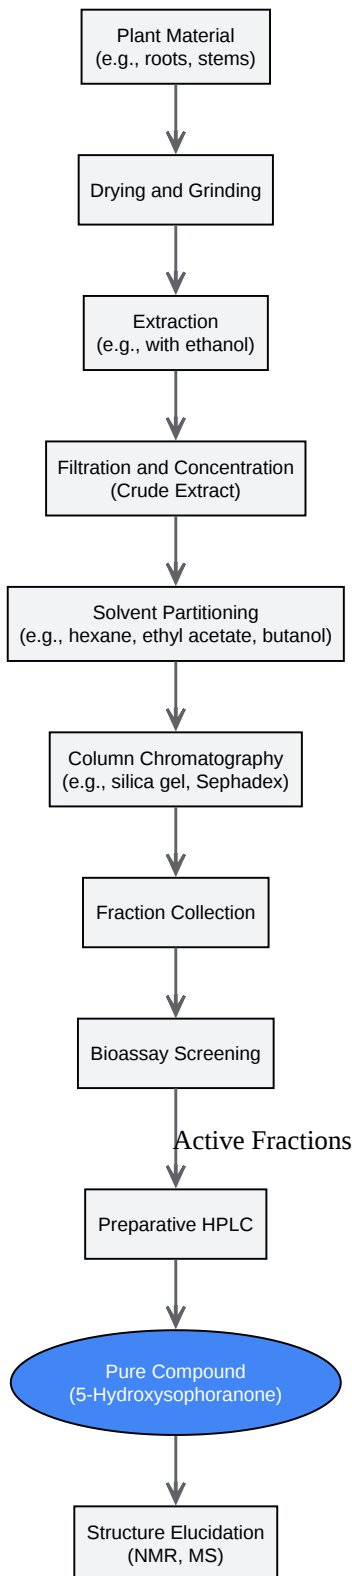 Plant Material
(e.g., roots, stems)
Drying and Grinding
Extraction
(e.g., with ethanol)
Filtration and Concentration
(Crude Extract)
Solvent Partitioning
(e.g., hexane, ethyl acetate, butanol)
Column Chromatography
(e.g., silica gel, Sephadex)
Fraction Collection
Bioassay Screening
Active Fractions
Preparative HPLC
Pure Compound
(5-Hydroxysophoranone)
Structure Elucidation
(NMR, MS)